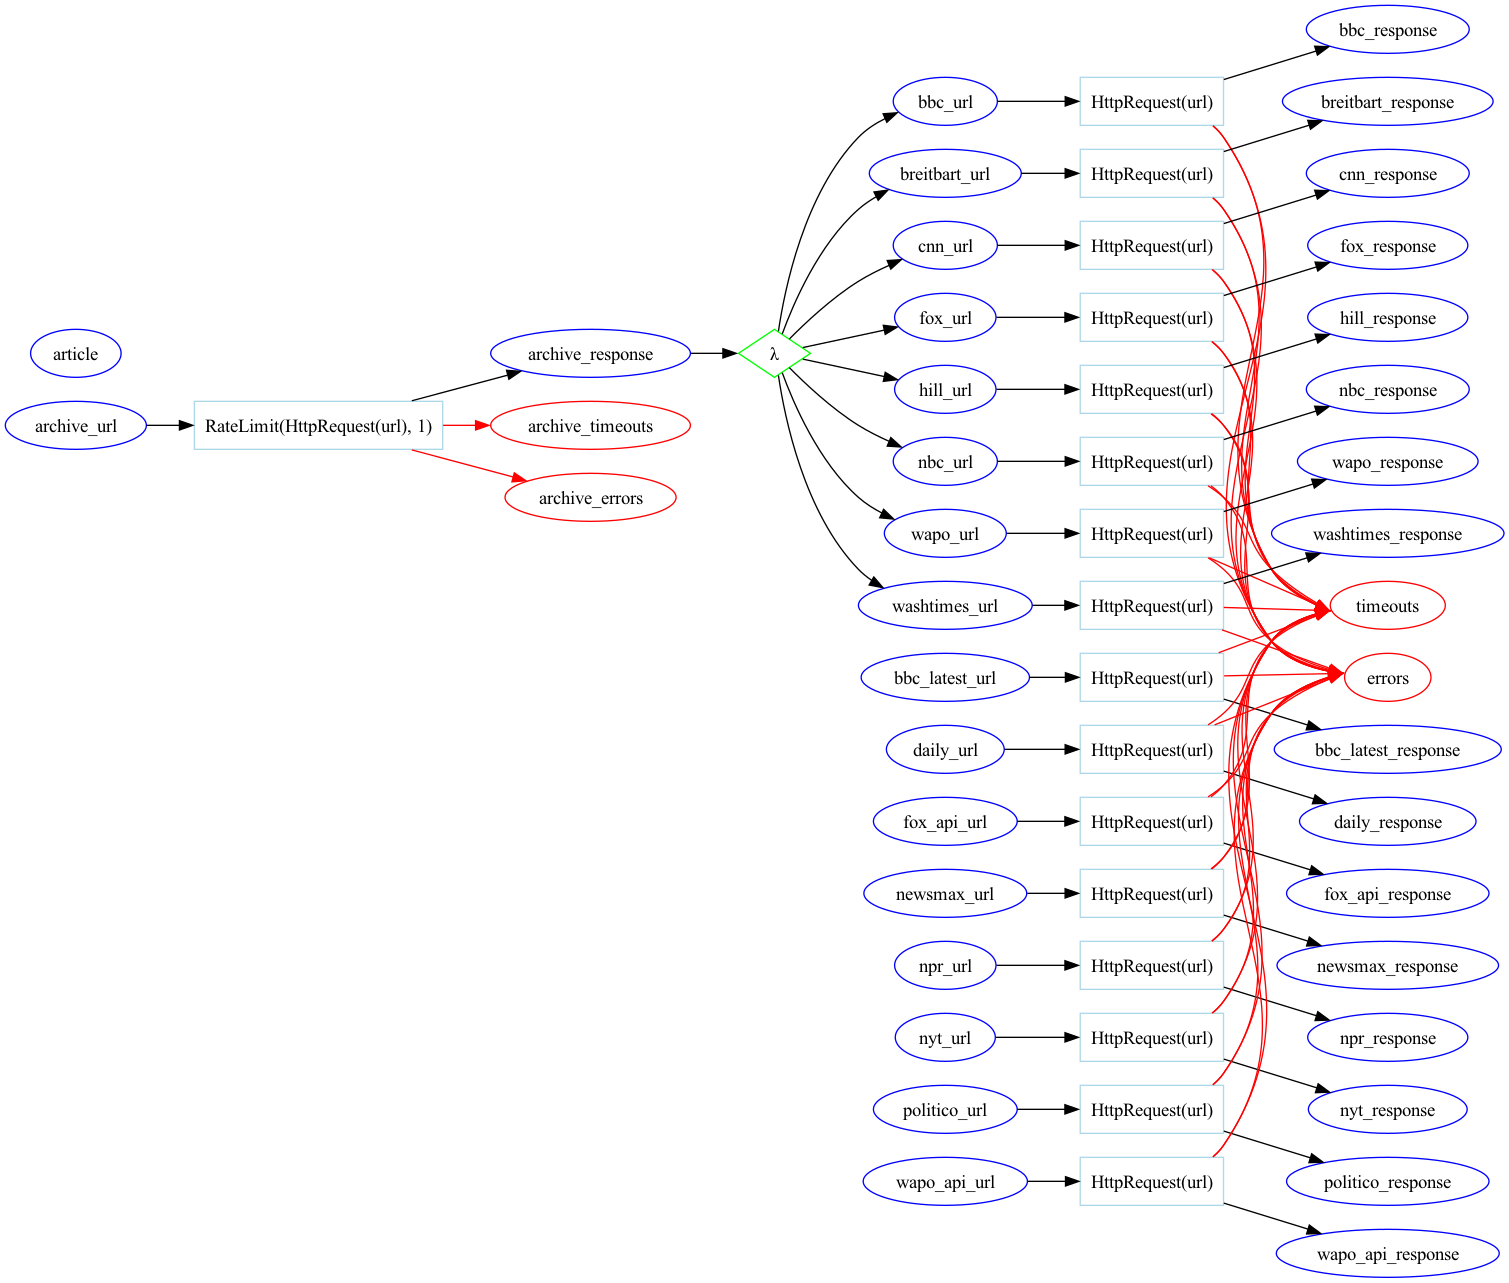 article
archive_url
RateLimit(HttpRequest(url), 1)
archive_response
archive_timeouts
archive_errors
λ
bbc_url
HttpRequest(url)
bbc_response
breitbart_url
HttpRequest(url)
breitbart_response
cnn_url
HttpRequest(url)
cnn_response
fox_url
HttpRequest(url)
fox_response
hill_url
HttpRequest(url)
hill_response
nbc_url
HttpRequest(url)
nbc_response
wapo_url
HttpRequest(url)
wapo_response
washtimes_url
HttpRequest(url)
washtimes_response
timeouts
errors
bbc_latest_url
HttpRequest(url)
bbc_latest_response
daily_url
HttpRequest(url)
daily_response
fox_api_url
HttpRequest(url)
fox_api_response
newsmax_url
HttpRequest(url)
newsmax_response
npr_url
HttpRequest(url)
npr_response
nyt_url
HttpRequest(url)
nyt_response
politico_url
HttpRequest(url)
politico_response
wapo_api_url
HttpRequest(url)
wapo_api_response